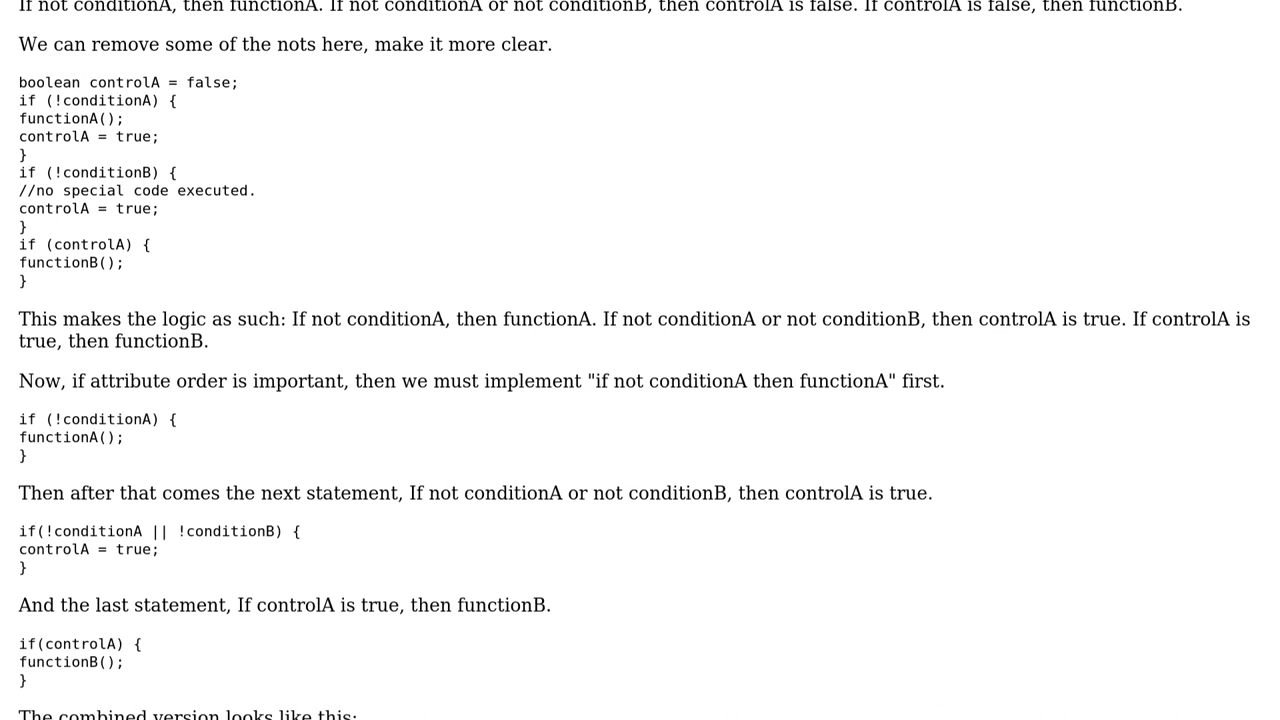 If not conditionA, then functionA. If not conditionA or not conditionB, then controlA is false. If controlA is false, then functionB.
We can remove some of the nots here, make it more clear.
boolean controlA = false;
if (!conditionA) {
functionA();
controlA = true;
}
if (!conditionB) {
//no special code executed.
controlA = true;
}
if (controlA) {
functionB();
}
This makes the logic as such: If not conditionA, then functionA. If not conditionA or not conditionB, then controlA is true. If controlA is
true, then functionB.
Now, if attribute order is important, then we must implement "if not conditionA then functionA" first.
if (!conditionA) {
functionA();
}
Then after that comes the next statement, If not conditionA or not conditionB, then controlA is true.
if(!conditionA || !conditionB) {
controlA = true;
}
And the last statement, If controlA is true, then functionB.
if(controlA) {
functionB();
}
The combined version looks like this: